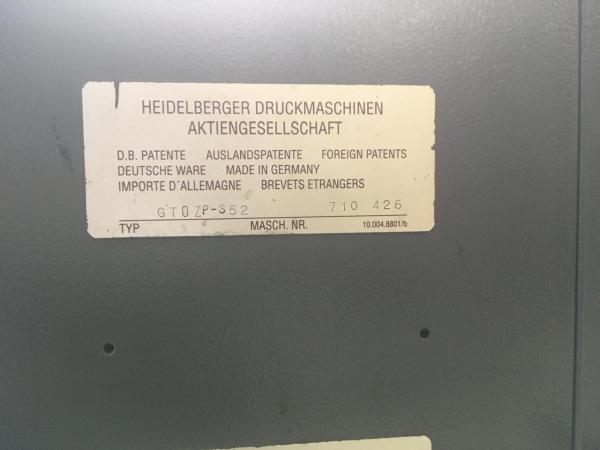 HEIDELBERGER DRUCKMASCHINEN
AKTIENGESELLSCHAFT
D.B. PATENTE AUSLANDSPATENTE FOREIGN PATENTS
DEUTSCHE WARE MADE IN GERMANY
IMPORTE D´ALLEMAGNE BREVETS ETRANGERS
GTOZP-S52 710 426
TYP MASCH. NR. 10.004.8801/b